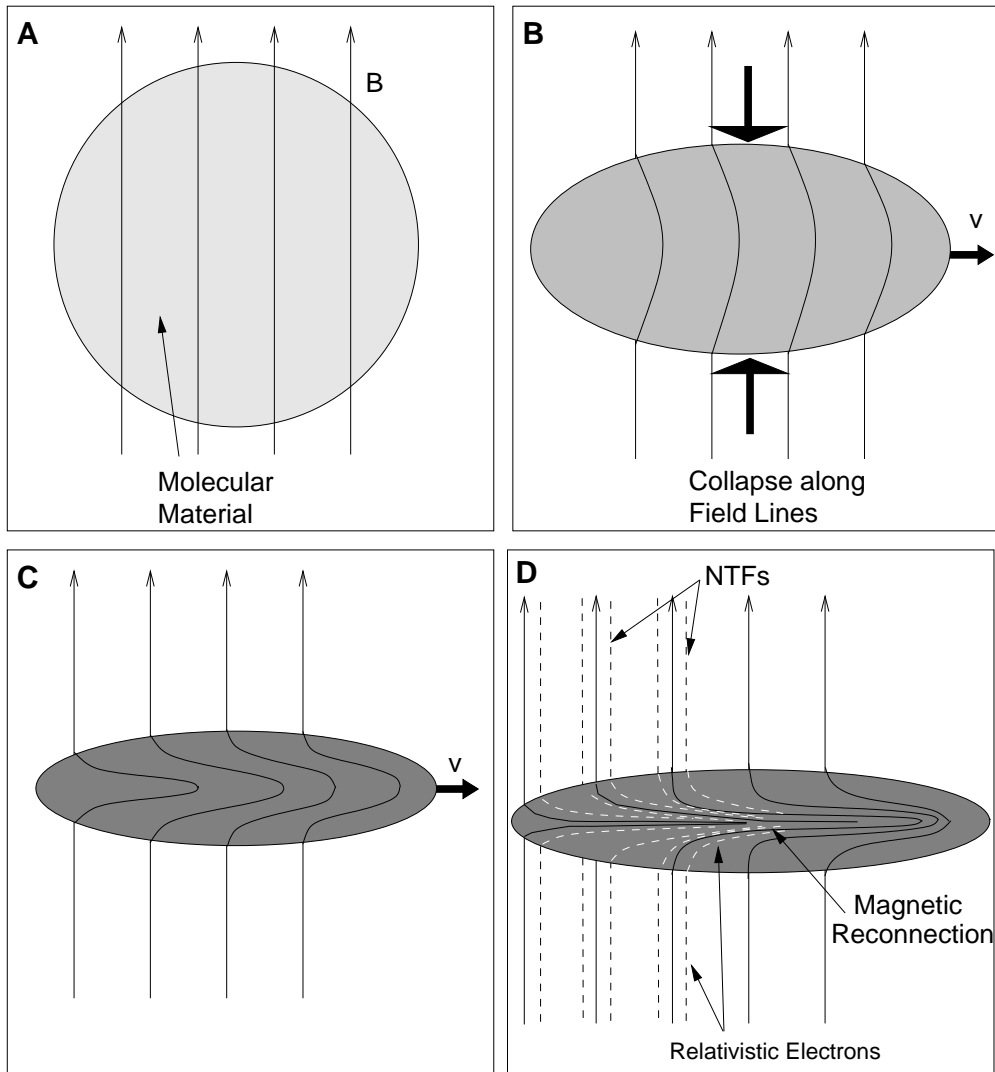 A
B
Molecular
Material
B
v
Collapse along
Field Lines
C
v
D
NTFs
Magnetic
Reconnection
Relativistic Electrons